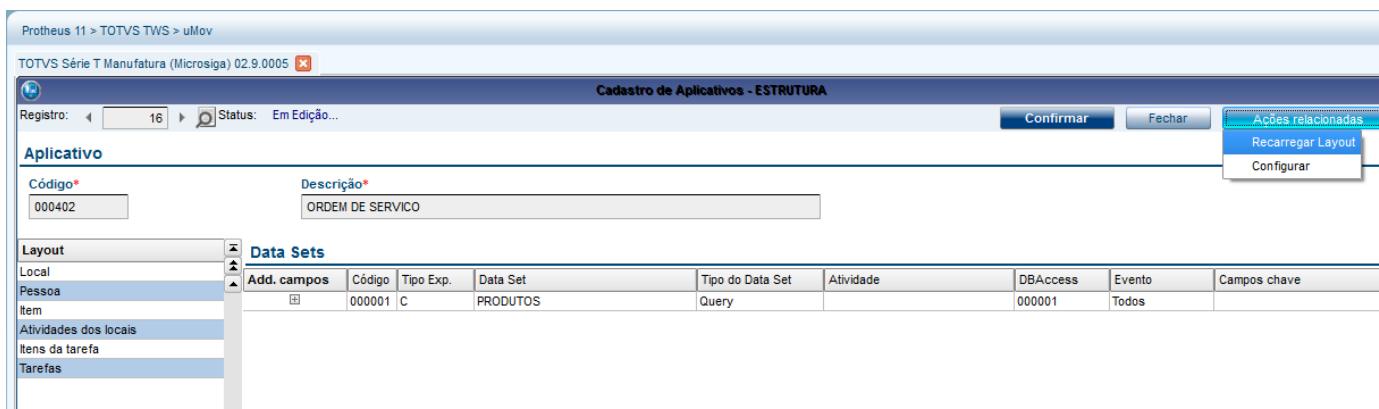 Protheus 11 > TOTVS TWS > uMov
TOTVS Série T Manufatura (Microsiga) 02.9.0005
Cadastro de Aplicativos - ESTRUTURA
Registro: 16 Status: Em Edição... Confirmar Fechar Ações relacionadas
Recarregar Layout
Configurar
Aplicativo
Código* Descrição*
000402 ORDEM DE SERVICO
Layout
Local
Pessoa
Item
Atividades dos locais
Itens da tarefa
Tarefas
Data Sets
Add. campos Código Tipo Exp. Data Set Tipo do Data Set Atividade DBAccess Evento Campos chave
000001 C PRODUTOS Query 000001 Todos